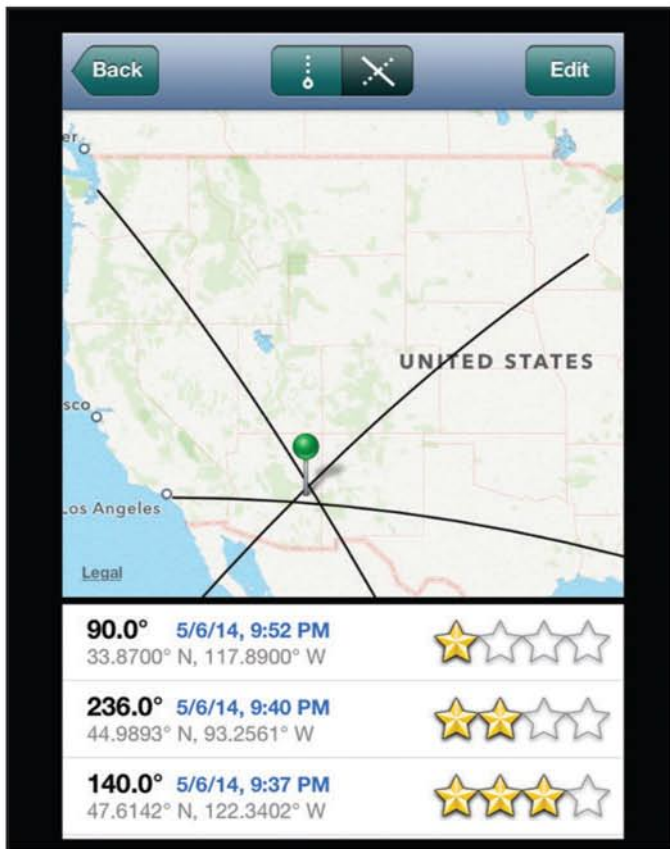 Back
Edit
er
UNITED STATES
sco
Los Angeles
Legal
90.0° 5/6/14, 9:52 PM
33.8700° N, 117.8900° W
236.0° 5/6/14, 9:40 PM
44.9893° N, 93.2561° W
140.0° 5/6/14, 9:37 PM
47.6142° N, 122.3402° W